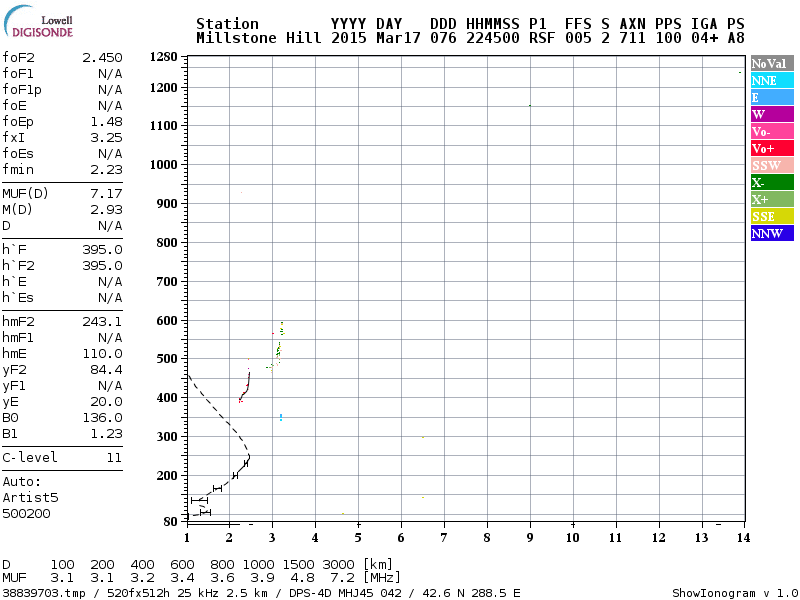 Lowell
DIGISONDE
Station YYYY DAY DDD HHMMSS P1 FFS S AXN PPS IGA PS
Millstone Hill 2015 Mar17 076 224500 RSF 005 2 711 100 04+ A8
foF2 2.450
foF1 N/A
foF1p N/A
foE N/A
foEp 1.48
fxI 3.25
foEs N/A
fmin 2.23
MUF(D) 7.17
M(D) 2.93
D N/A
h`F 395.0
h`F2 395.0
h`E N/A
h`Es N/A
hmF2 243.1
hmF1 N/A
hmE 110.0
yF2 84.4
yF1 N/A
yE 20.0
B0 136.0
B1 1.23
C-level 11
Auto:
Artist5
500200
1280
1200
1100
1000
900
800
700
600
500
400
300
200
80
1 2 3 4 5 6 7 8 9 10 11 12 13 14
NoVal
NNE
E
W
Vo-
Vo+
SSW
X-
X+
SSE
NNW
D 100 200 400 600 800 1000 1500 3000 [km]
MUF 3.1 3.1 3.2 3.4 3.6 3.9 4.8 7.2 [MHz]
38839703.tmp / 520fx512h 25 kHz 2.5 km / DPS-4D MHJ45 042 / 42.6 N 288.5 E
ShowIonogram v 1.0